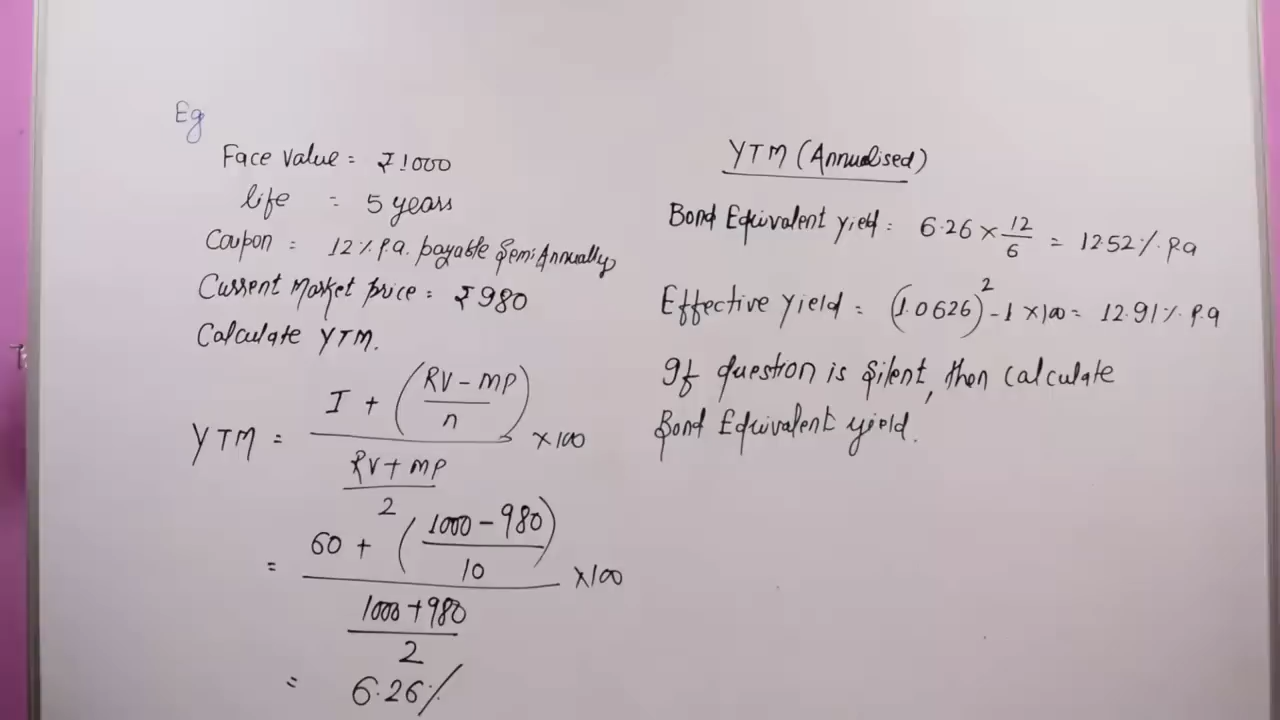 Eg
Face value = ₹1000
life = 5 years
Coupon = 12% P.a. payable Semi Annually
Current Market price = ₹980
Calculate YTM.
YTM = I + (RV - MP / n) / (RV + MP / 2) × 100
= 60 + (1000 - 980 / 10) / (1000 + 980 / 2) × 100
= 6.26%
YTM (Annualised)
Bond Equivalent yield = 6.26 × 12/6 = 12.52% P.a
Effective Yield = (1.0626)² - 1 × 100 = 12.91% P.a
If question is Silent, then Calculate
Bond Equivalent yield.